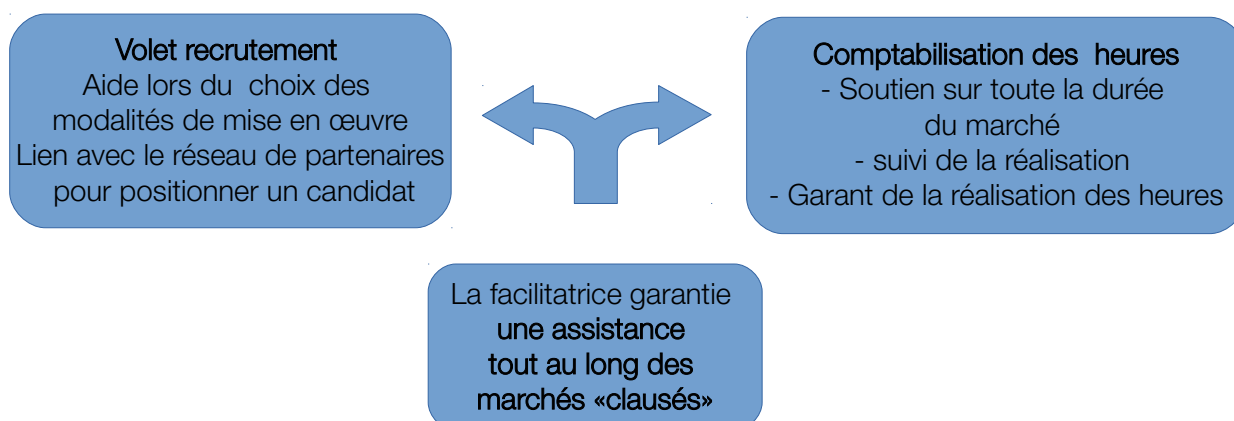 Volet recrutement
Aide lors du choix des
modalités de mise en œuvre
Lien avec le réseau de partenaires
pour positionner un candidat
Comptabilisation des heures
- Soutien sur toute la durée
du marché
- suivi de la réalisation
- Garant de la réalisation des heures
La facilitatrice garantie
une assistance
tout au long des
marchés «clausés»